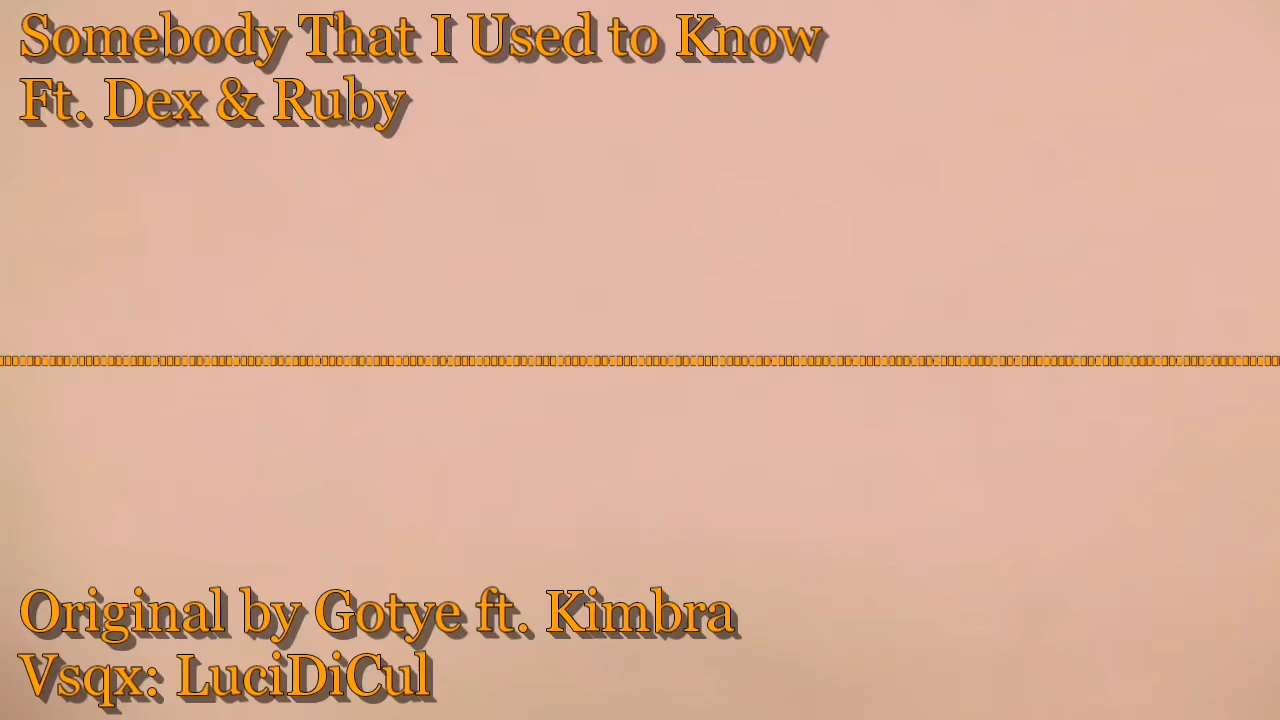 Somebody That I Used to Know
Ft. Dex & Ruby
Original by Gotye ft. Kimbra
Vsqx: LuciDiCul